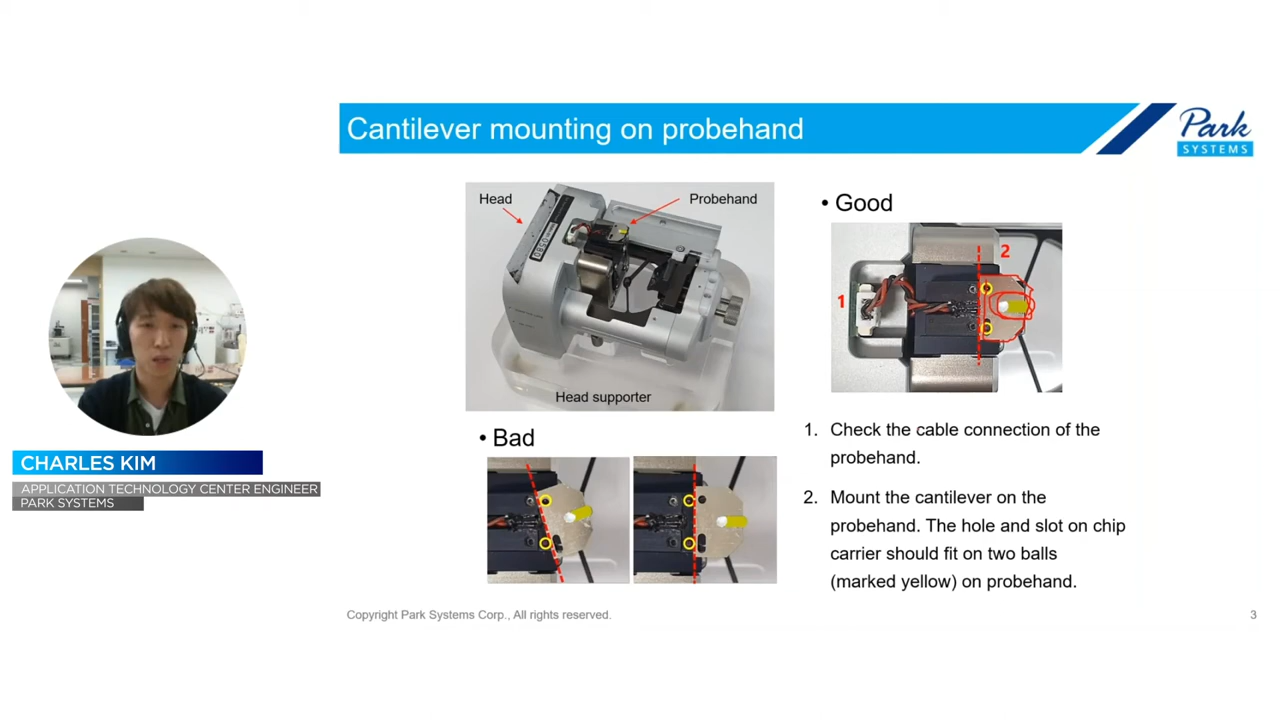 Cantilever mounting on probehand
Park
SYSTEMS
Head
Probehand
Head supporter
• Good
1
2
• Bad
1. Check the cable connection of the
probehand.
2. Mount the cantilever on the
probehand. The hole and slot on chip
carrier should fit on two balls
(marked yellow) on probehand.
CHARLES KIM
APPLICATION TECHNOLOGY CENTER ENGINEER
PARK SYSTEMS
Copyright Park Systems Corp., All rights reserved.
3